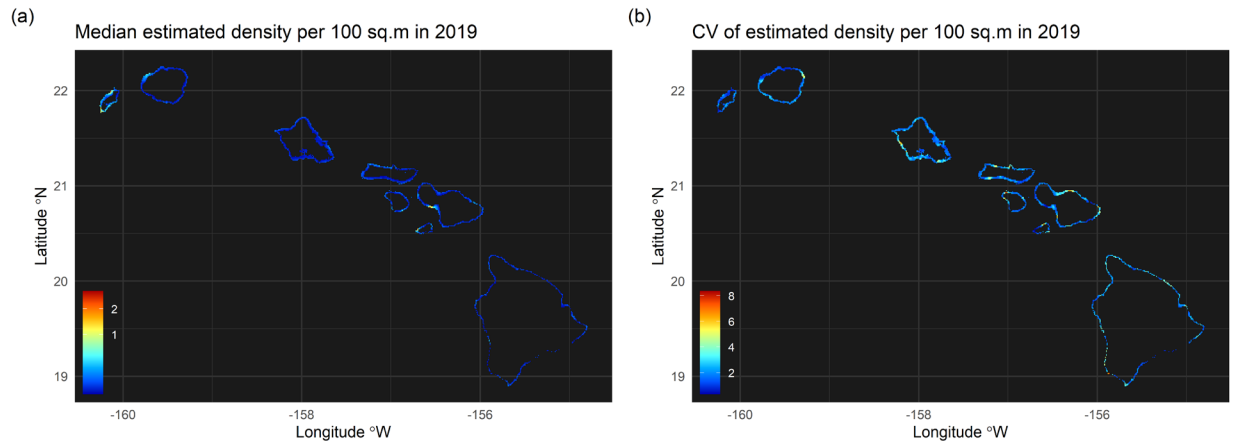 (a)
Median estimated density per 100 sq.m in 2019
22
21
20
19
Latitude °N
2
1
-160
-158
-156
Longitude °W
(b)
CV of estimated density per 100 sq.m in 2019
22
21
20
19
Latitude °N
8
6
4
2
-160
-158
-156
Longitude °W